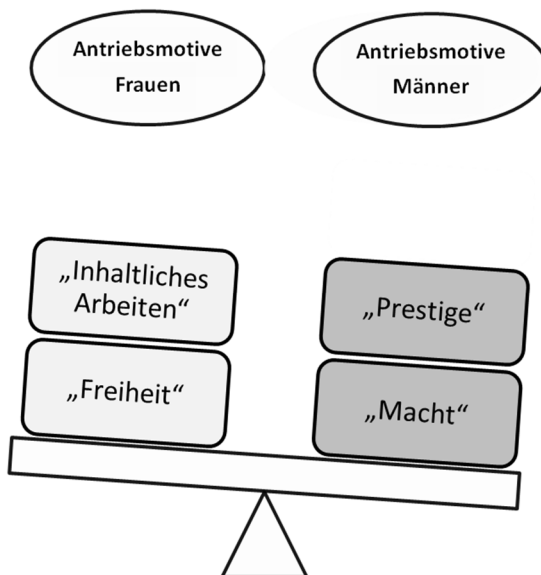 Antriebsmotive
Frauen
Antriebsmotive
Männer
„Inhaltliches
Arbeiten“
„Prestige“
„Freiheit“
„Macht“